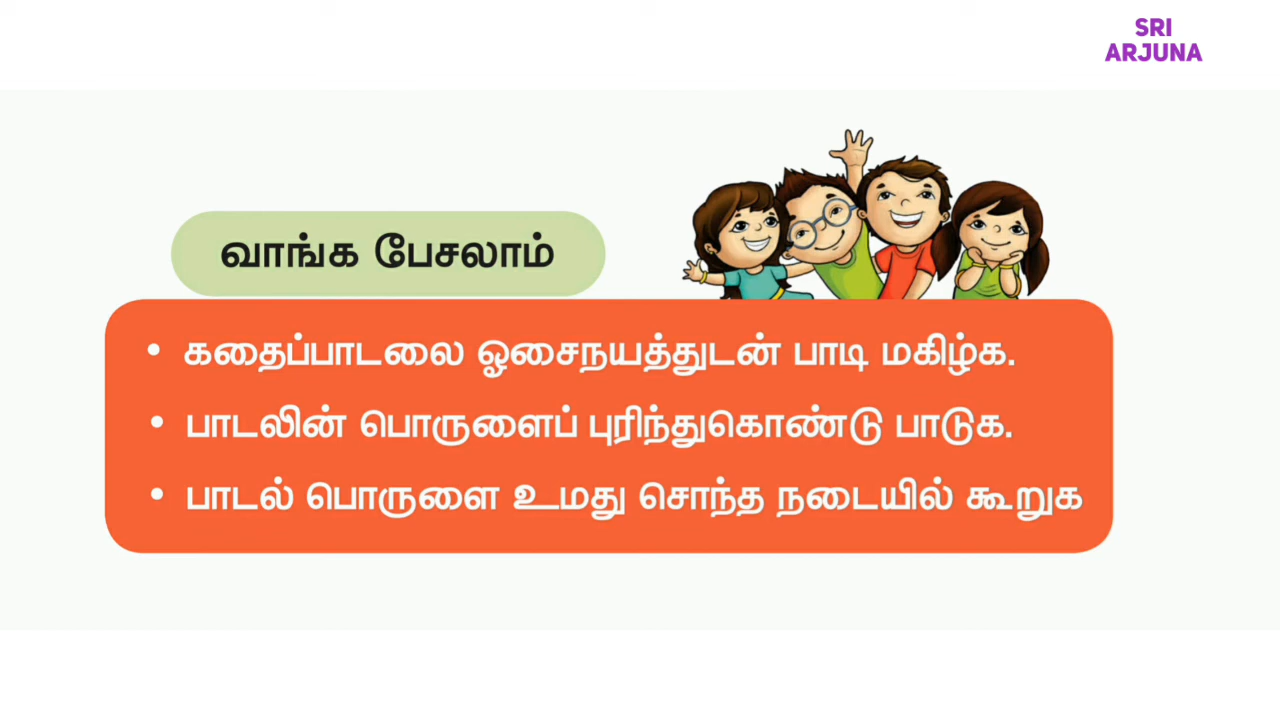 SRI
ARJUNA
வாங்க பேசலாம்
• கதைப்பாடலை ஓசைநயத்துடன் பாடி மகிழ்க.
• பாடலின் பொருளைப் புரிந்துகொண்டு பாடுக.
• பாடல் பொருளை உமது சொந்த நடையில் கூறுக